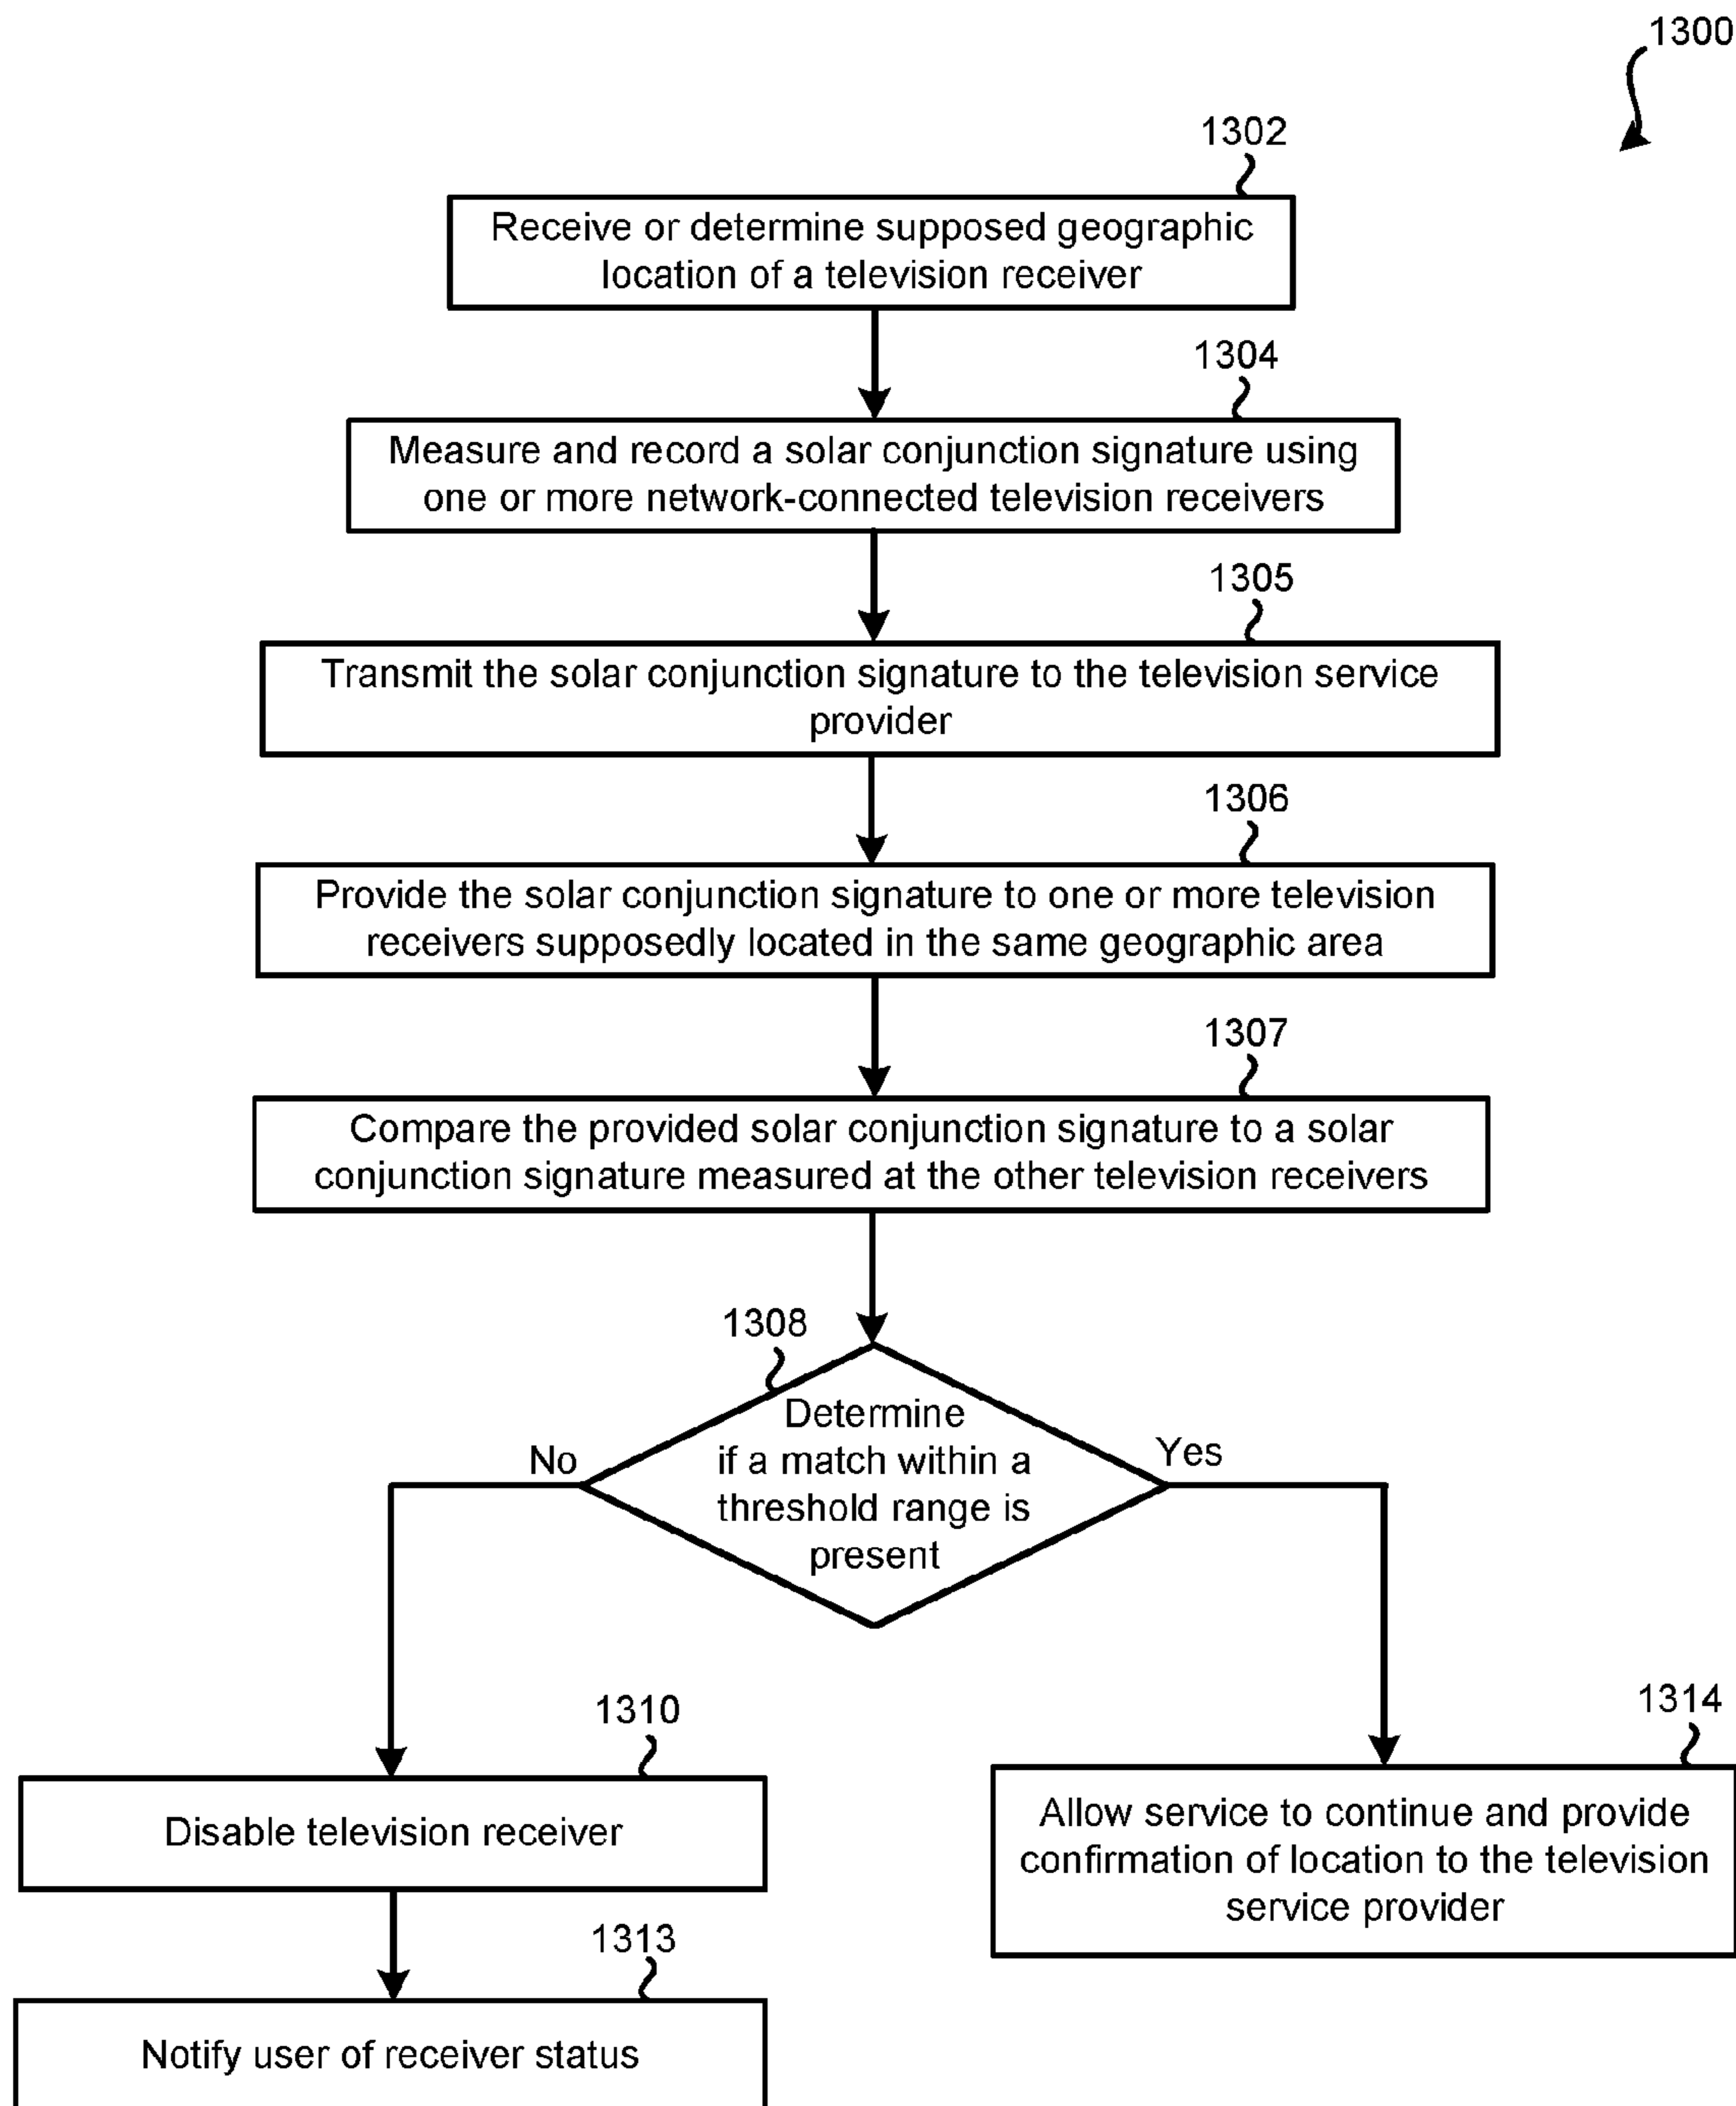 1300
1302
Receive or determine supposed geographic
location of a television receiver
1304
Measure and record a solar conjunction signature using
one or more network-connected television receivers
1305
Transmit the solar conjunction signature to the television service
provider
1306
Provide the solar conjunction signature to one or more television
receivers supposedly located in the same geographic area
1307
Compare the provided solar conjunction signature to a solar
conjunction signature measured at the other television receivers
1308
Determine
if a match within a
threshold range is
present
No
Yes
1310
Disable television receiver
1313
Notify user of receiver status
1314
Allow service to continue and provide
confirmation of location to the television
service provider